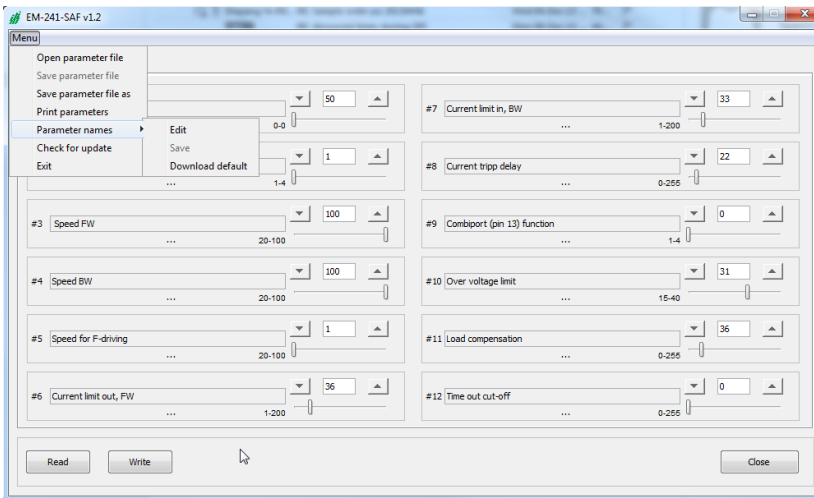 EM-241-SAF v1.2
Menu
Open parameter file
Save parameter file
Save parameter file as
Print parameters
Parameter names
Check for update
Exit
Edit
Save
Download default
50
0-0
1
... 1-4
#3 Speed FW 100
... 20-100
#4 Speed BW 100
... 20-100
#5 Speed for F-driving 1
... 20-100
#6 Current limit out, FW 36
... 1-200
#7 Current limit in, BW 33
... 1-200
#8 Current tripp delay 22
... 0-255
#9 Combiport (pin 13) function 0
... 1-4
#10 Over voltage limit 31
... 15-40
#11 Load compensation 36
... 0-255
#12 Time out cut-off 0
... 0-255
Read Write Close